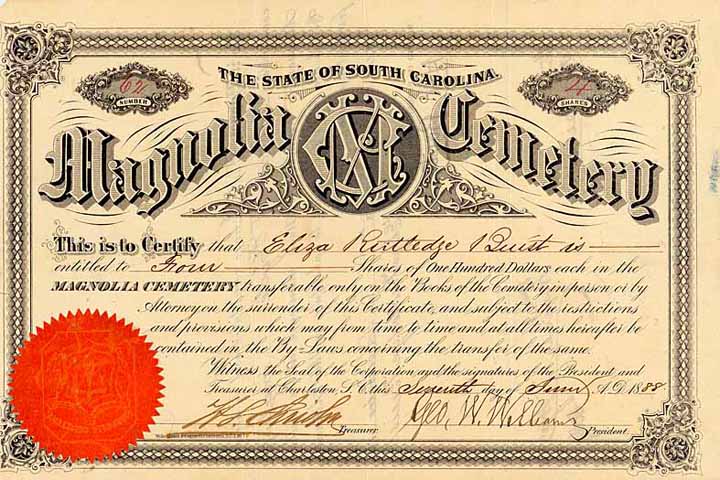 THE STATE OF SOUTH CAROLINA.
NUMBER
4
SHARES
Magnolia Cemetery
This is to Certify that Eliza Rutledge Buist is
entitled to Four Shares of One Hundred Dollars each in the
MAGNOLIA CEMETERY, transferable only on the Books of the Cemetery in person or by
Attorney on the surrender of this Certificate, and subject to the restrictions
and provisions which may from time to time and at all times hereafter be
contained in the By-Laws concerning the transfer of the same.
Witness the Seal of the Corporation and the signatures of the President and
Treasurer at Charleston, S.C. this Seventh day of June A.D. 1888
Geo. W. Williams
Treasurer.
President.